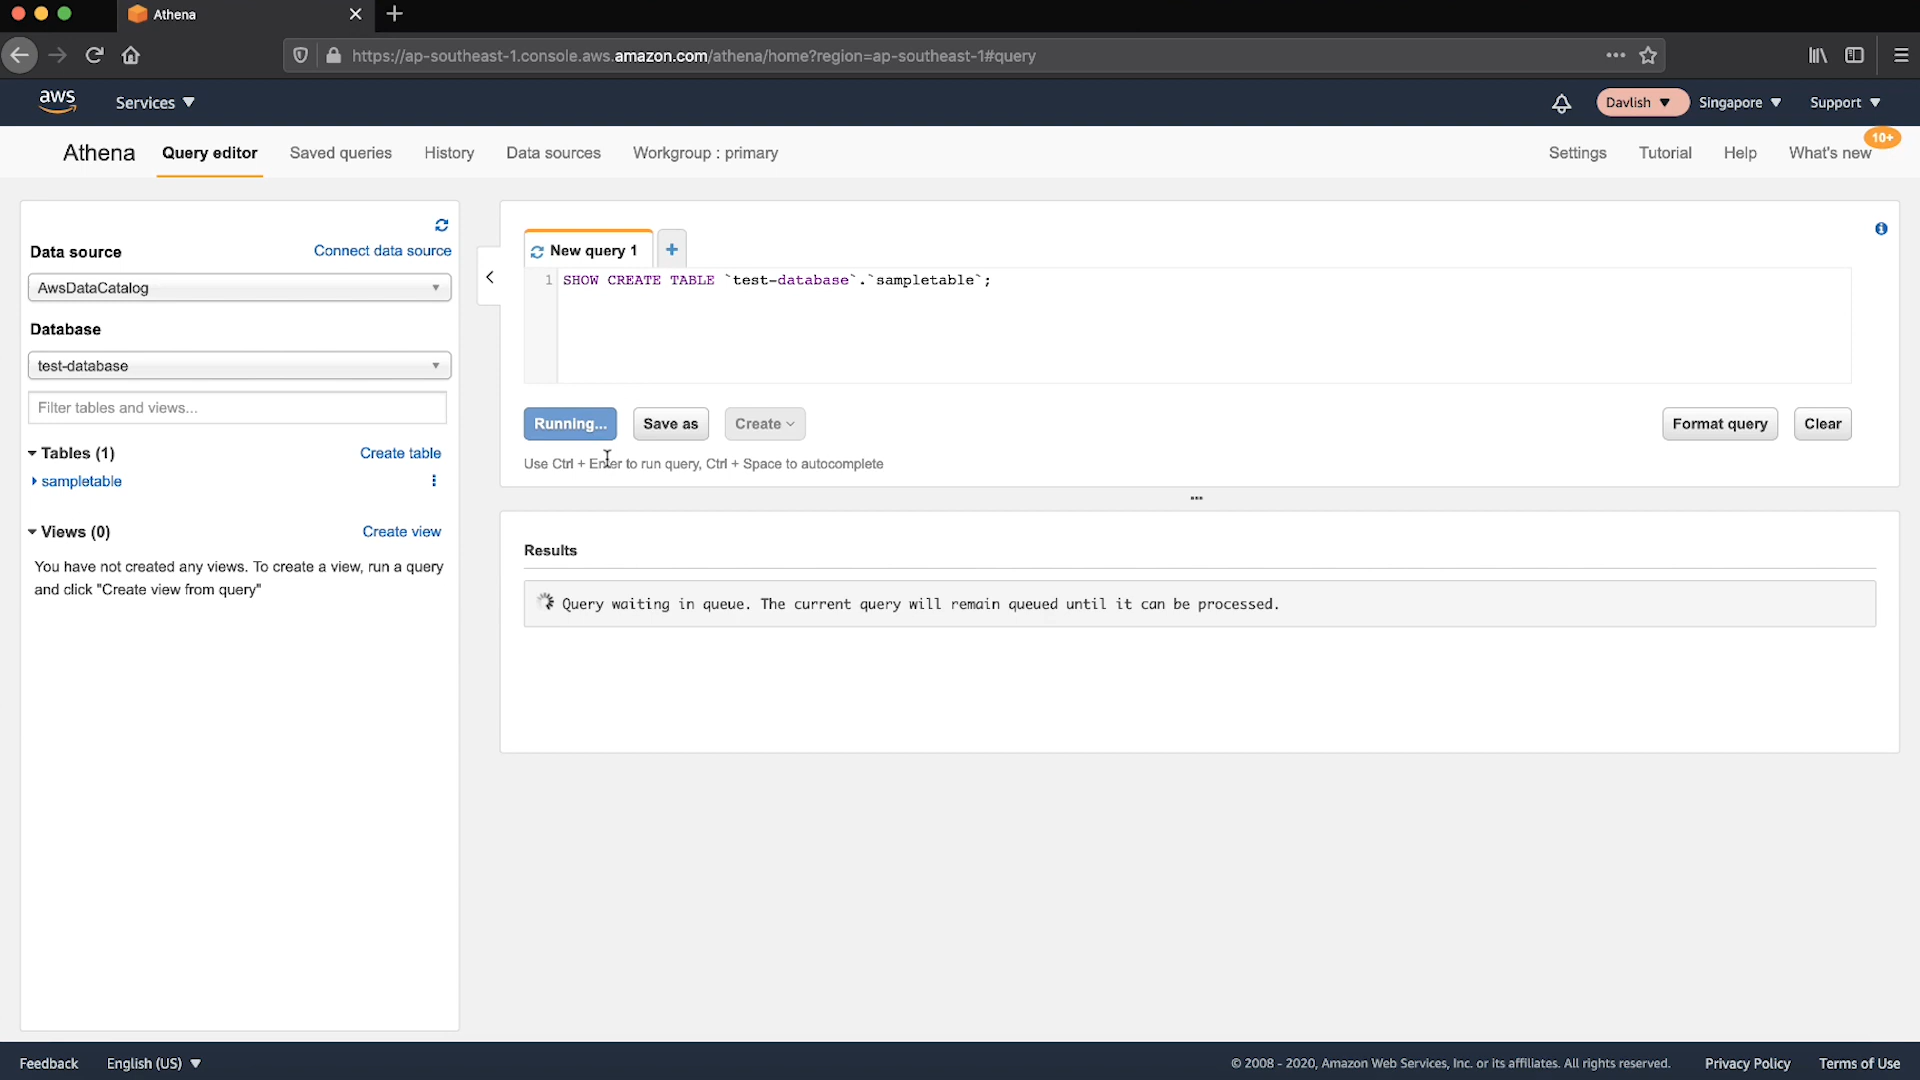 Athena
https://ap-southeast-1.console.aws.amazon.com/athena/home?region=ap-southeast-1#query
aws Services Davlish Singapore Support
Athena Query editor Saved queries History Data sources Workgroup : primary Settings Tutorial Help What's new 10+
Data source Connect data source
AwsDataCatalog
Database
test-database
Filter tables and views...
Tables (1) Create table
sampletable
Views (0) Create view
You have not created any views. To create a view, run a query
and click "Create view from query"
New query 1
1 SHOW CREATE TABLE `test-database`.`sampletable`;
Running... Save as Create Format query Clear
Use Ctrl + Enter to run query, Ctrl + Space to autocomplete
Results
Query waiting in queue. The current query will remain queued until it can be processed.
Feedback English (US) © 2008 - 2020, Amazon Web Services, Inc. or its affiliates. All rights reserved. Privacy Policy Terms of Use